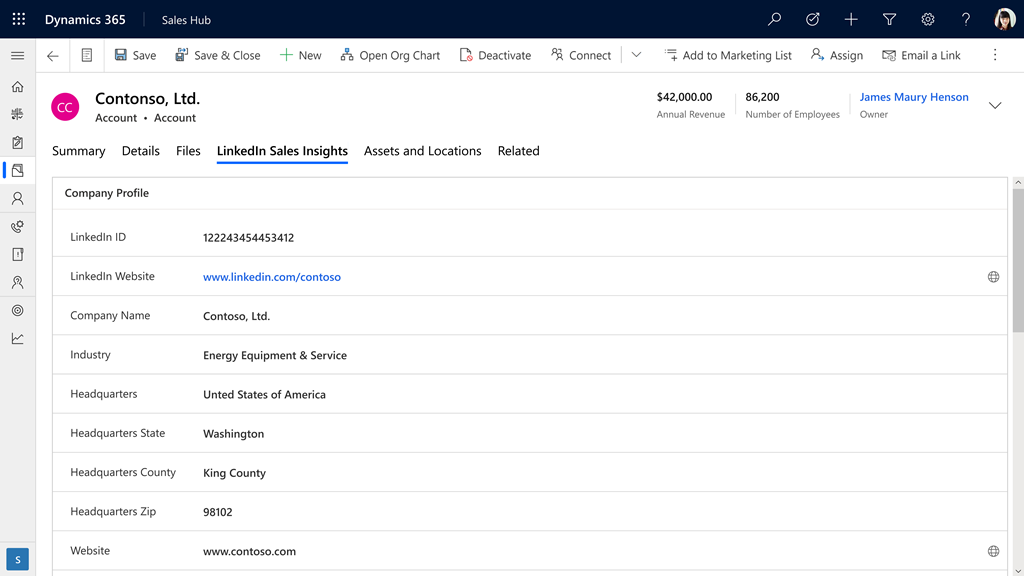 Dynamics 365 Sales Hub
Save Save & Close New Open Org Chart Deactivate Connect Add to Marketing List Assign Email a Link
CC
Contonso, Ltd.
Account • Account
$42,000.00
Annual Revenue
86,200
Number of Employees
James Maury Henson
Owner
Summary Details Files LinkedIn Sales Insights Assets and Locations Related
Company Profile
LinkedIn ID 122243454453412
LinkedIn Website www.linkedin.com/contoso
Company Name Contoso, Ltd.
Industry Energy Equipment & Service
Headquarters Unted States of America
Headquarters State Washington
Headquarters County King County
Headquarters Zip 98102
Website www.contoso.com
S